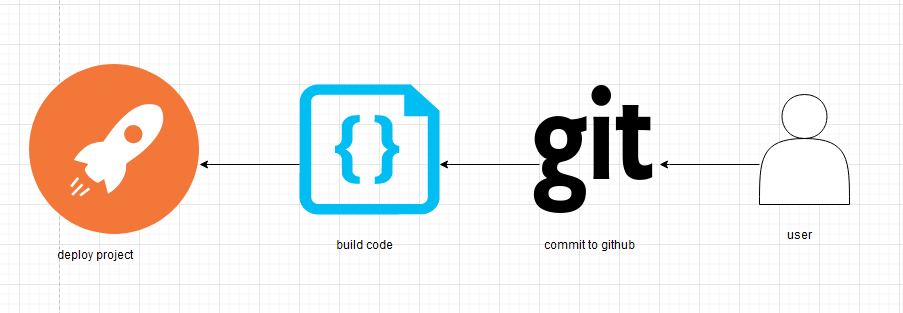 {}
git
deploy project
build code
commit to github
user